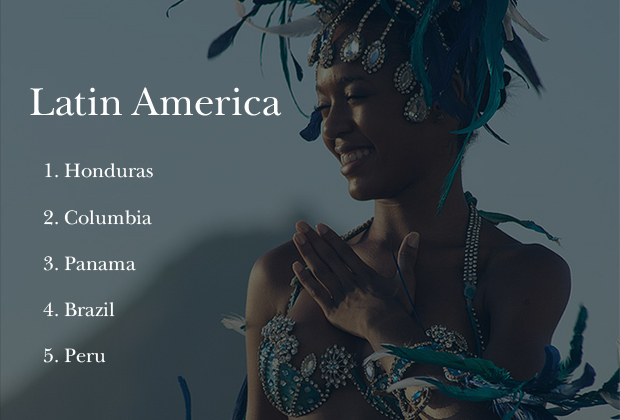 Latin America
1. Honduras
2. Columbia
3. Panama
4. Brazil
5. Peru